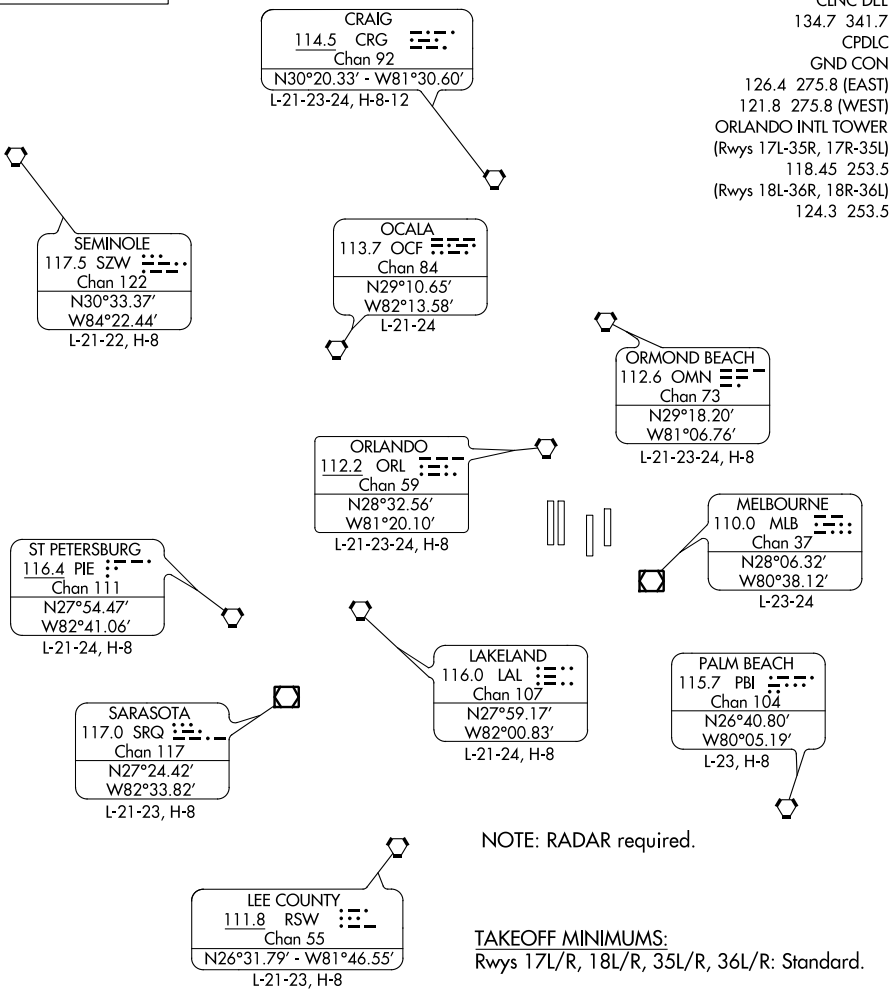 CLNC DEL
134.7 341.7
CPDLC
GND CON
126.4 275.8 (EAST)
121.8 275.8 (WEST)
ORLANDO INTL TOWER
(Rwys 17L-35R, 17R-35L)
118.45 253.5
(Rwys 18L-36R, 18R-36L)
124.3 253.5
CRAIG
114.5 CRG
Chan 92
N30°20.33' - W81°30.60'
L-21-23-24, H-8-12
SEMINOLE
117.5 SZW
Chan 122
N30°33.37'
W84°22.44'
L-21-22, H-8
OCALA
113.7 OCF
Chan 84
N29°10.65'
W82°13.58'
L-21-24
ORMOND BEACH
112.6 OMN
Chan 73
N29°18.20'
W81°06.76'
L-21-23-24, H-8
ORLANDO
112.2 ORL
Chan 59
N28°32.56'
W81°20.10'
L-21-23-24, H-8
MELBOURNE
110.0 MLB
Chan 37
N28°06.32'
W80°38.12'
L-23-24
ST PETERSBURG
116.4 PIE
Chan 111
N27°54.47'
W82°41.06'
L-21-24, H-8
LAKELAND
116.0 LAL
Chan 107
N27°59.17'
W82°00.83'
L-21-24, H-8
PALM BEACH
115.7 PBI
Chan 104
N26°40.80'
W80°05.19'
L-23, H-8
SARASOTA
117.0 SRQ
Chan 117
N27°24.42'
W82°33.82'
L-21-23, H-8
NOTE: RADAR required.
LEE COUNTY
111.8 RSW
Chan 55
N26°31.79' - W81°46.55'
L-21-23, H-8
TAKEOFF MINIMUMS:
Rwys 17L/R, 18L/R, 35L/R, 36L/R: Standard.